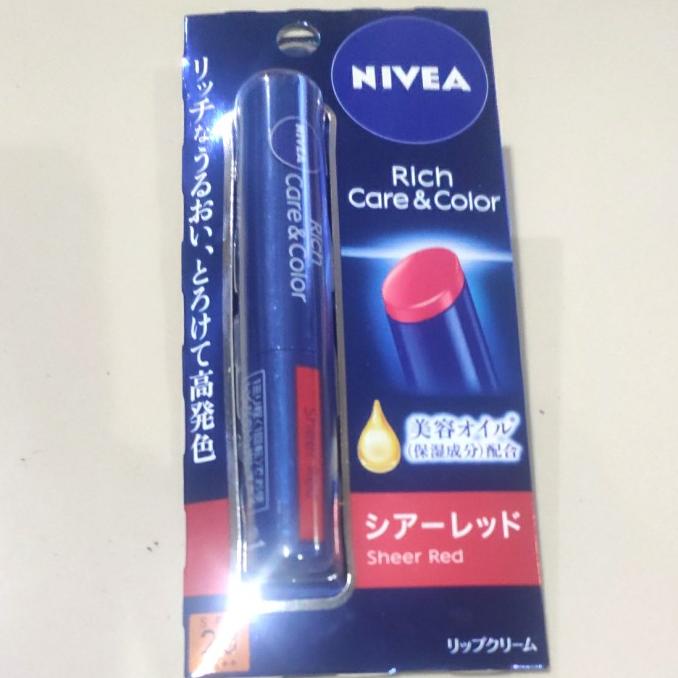 NIVEA
Rich
Care & Color
リッチなうるおい、とろけて高発色
NIVEA
Rich
Care & Color
Sheer
美容オイル*
(保湿成分)配合
シアーレッド
Sheer Red
リップクリーム